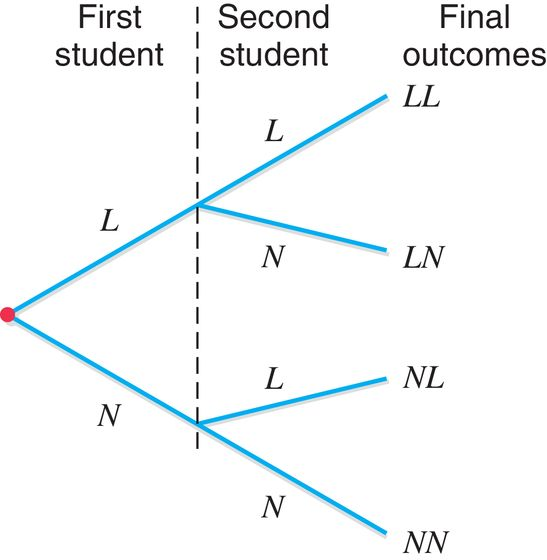 First student
Second student
Final outcomes
L
LL
L
N
LN
N
L
NL
N
NN